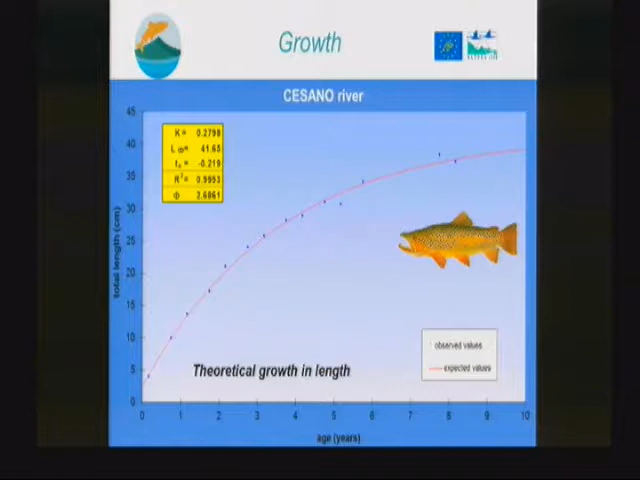 Growth
CESANO river
K= 0.2798
L ∞= 41.65
t₀= -0.219
R²= 0.9953
Φ 2.6861
45
40
35
30
25
20
15
10
5
0
total length (cm)
observed values
expected values
Theoretical growth in length
0 1 2 3 4 5 6 7 8 9 10
age (years)